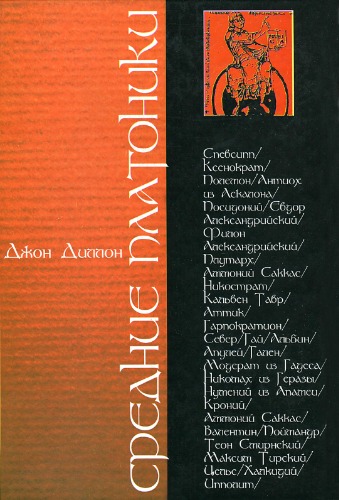 Джон Диллон
СРЕДНИЕ ПЛАТОНИКИ
Спевсипп/
Ксенократ/
Полемон/Антиох
из Аскалона/
Посидоний/Евдор
Александрийский/
Филон
Александрийский/
Плутарх/
Аммоний Саккас/
Никострат/
Кальвен Тавр/
Аттик/
Гарпократион/
Север/Гай/Альбин/
Апулей/Гален/
Модерат из Гадеса/
Никомах из Геразы/
Нумений из Апамеи/
Кроний/
Аммоний Саккас/
Валентин/Поймандр/
Теон Смирнский/
Максим Тирский/
Цельс/Халкидий/
Ипполит/